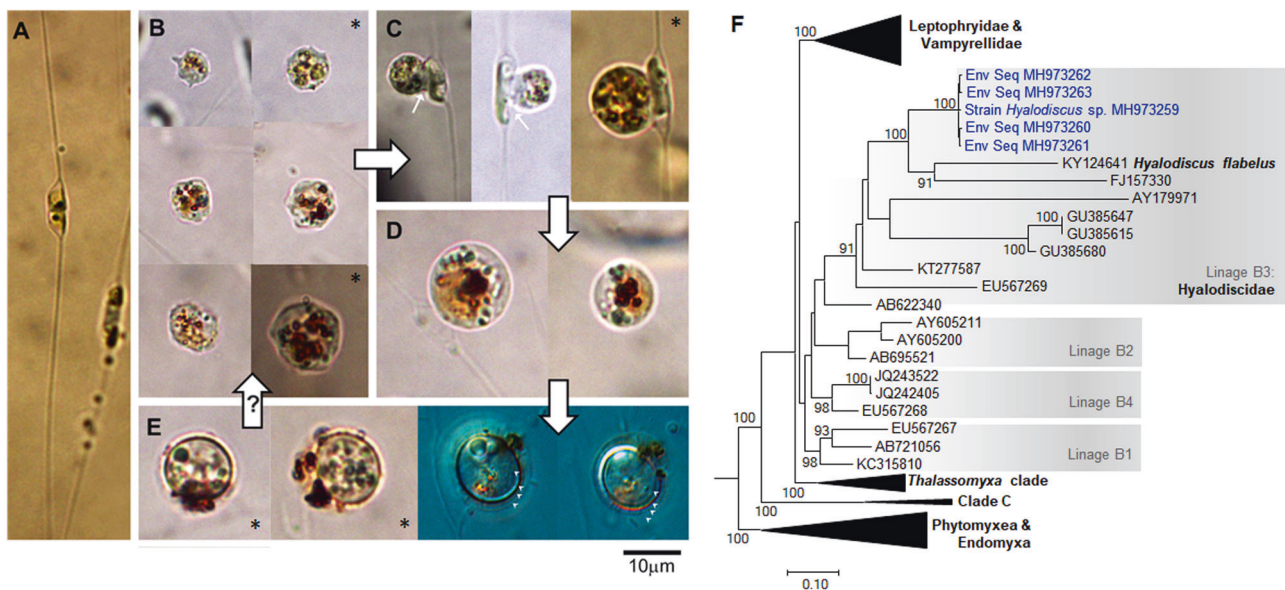 A
B
*
C
*
*
D
?
E
*
*
10µm
F
100
Leptophryidae &
Vampyrellidae
Env Seq MH973262
Env Seq MH973263
100
Strain Hyalodiscus sp. MH973259
100
Env Seq MH973260
Env Seq MH973261
KY124641 Hyalodiscus flabelus
91
FJ157330
AY179971
100
GU385647
GU385615
100
GU385680
91
KT277587
Lineage B3:
Hyalodiscidae
EU567269
AB622340
AY605211
AY605200
Linage B2
AB695521
100
JQ243522
JQ242405
Linage B4
98
EU567268
93
EU567267
AB721056
Linage B1
98
KC315810
100
Thalassomyxa clade
100
100
Clade C
100
Phytomyxea &
Endomyxa
100
0.10